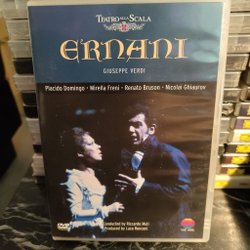 TEATRO ALLA SCALA
ERNANI
GIUSEPPE VERDI
Placido Domingo · Mirella Freni · Renato Bruson · Nicolai Ghiaurov
Conducted by Riccardo Muti
Produced by Luca Ronconi
DVD